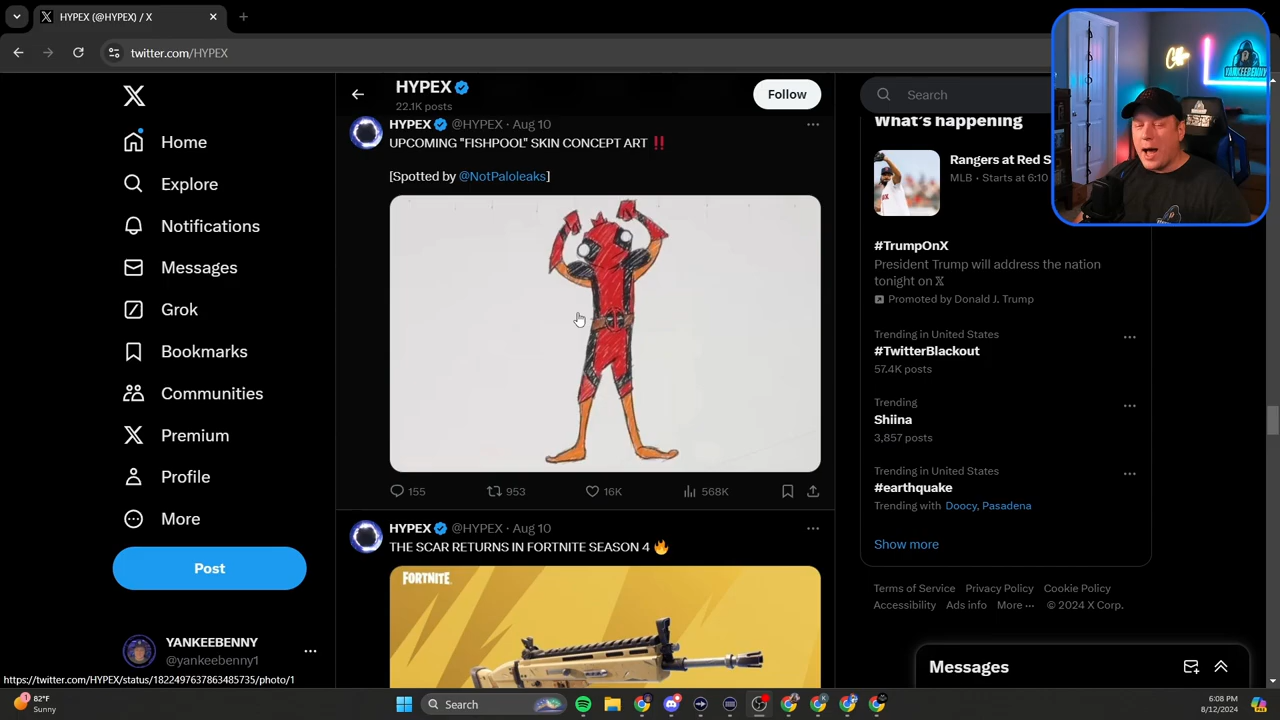 HYPEX (@HYPEX) / X
twitter.com/HYPEX
HYPEX
22.1K posts
Follow
Home
Explore
Notifications
Messages
Grok
Bookmarks
Communities
Premium
Profile
More
Post
YANKEEBENNY
@yankeebenny1
HYPEX @HYPEX · Aug 10
UPCOMING "FISHPOOL" SKIN CONCEPT ART ‼️
[Spotted by @NotPaloleaks]
155
953
16K
568K
HYPEX @HYPEX · Aug 10
THE SCAR RETURNS IN FORTNITE SEASON 4 🔥
FORTNITE
Search
What's happening
Rangers at Red S
MLB · Starts at 6:10
#TrumpOnX
President Trump will address the nation
tonight on 𝕏
Promoted by Donald J. Trump
Trending in United States
#TwitterBlackout
57.4K posts
Trending
Shiina
3,857 posts
Trending in United States
#earthquake
Trending with Doocy, Pasadena
Show more
Terms of Service Privacy Policy Cookie Policy
Accessibility Ads info More ··· © 2024 X Corp.
Messages
YANKEEBENNY
https://twitter.com/HYPEX/status/1822497637863485735/photo/1
82°F
Sunny
Search
6:08 PM
8/12/2024